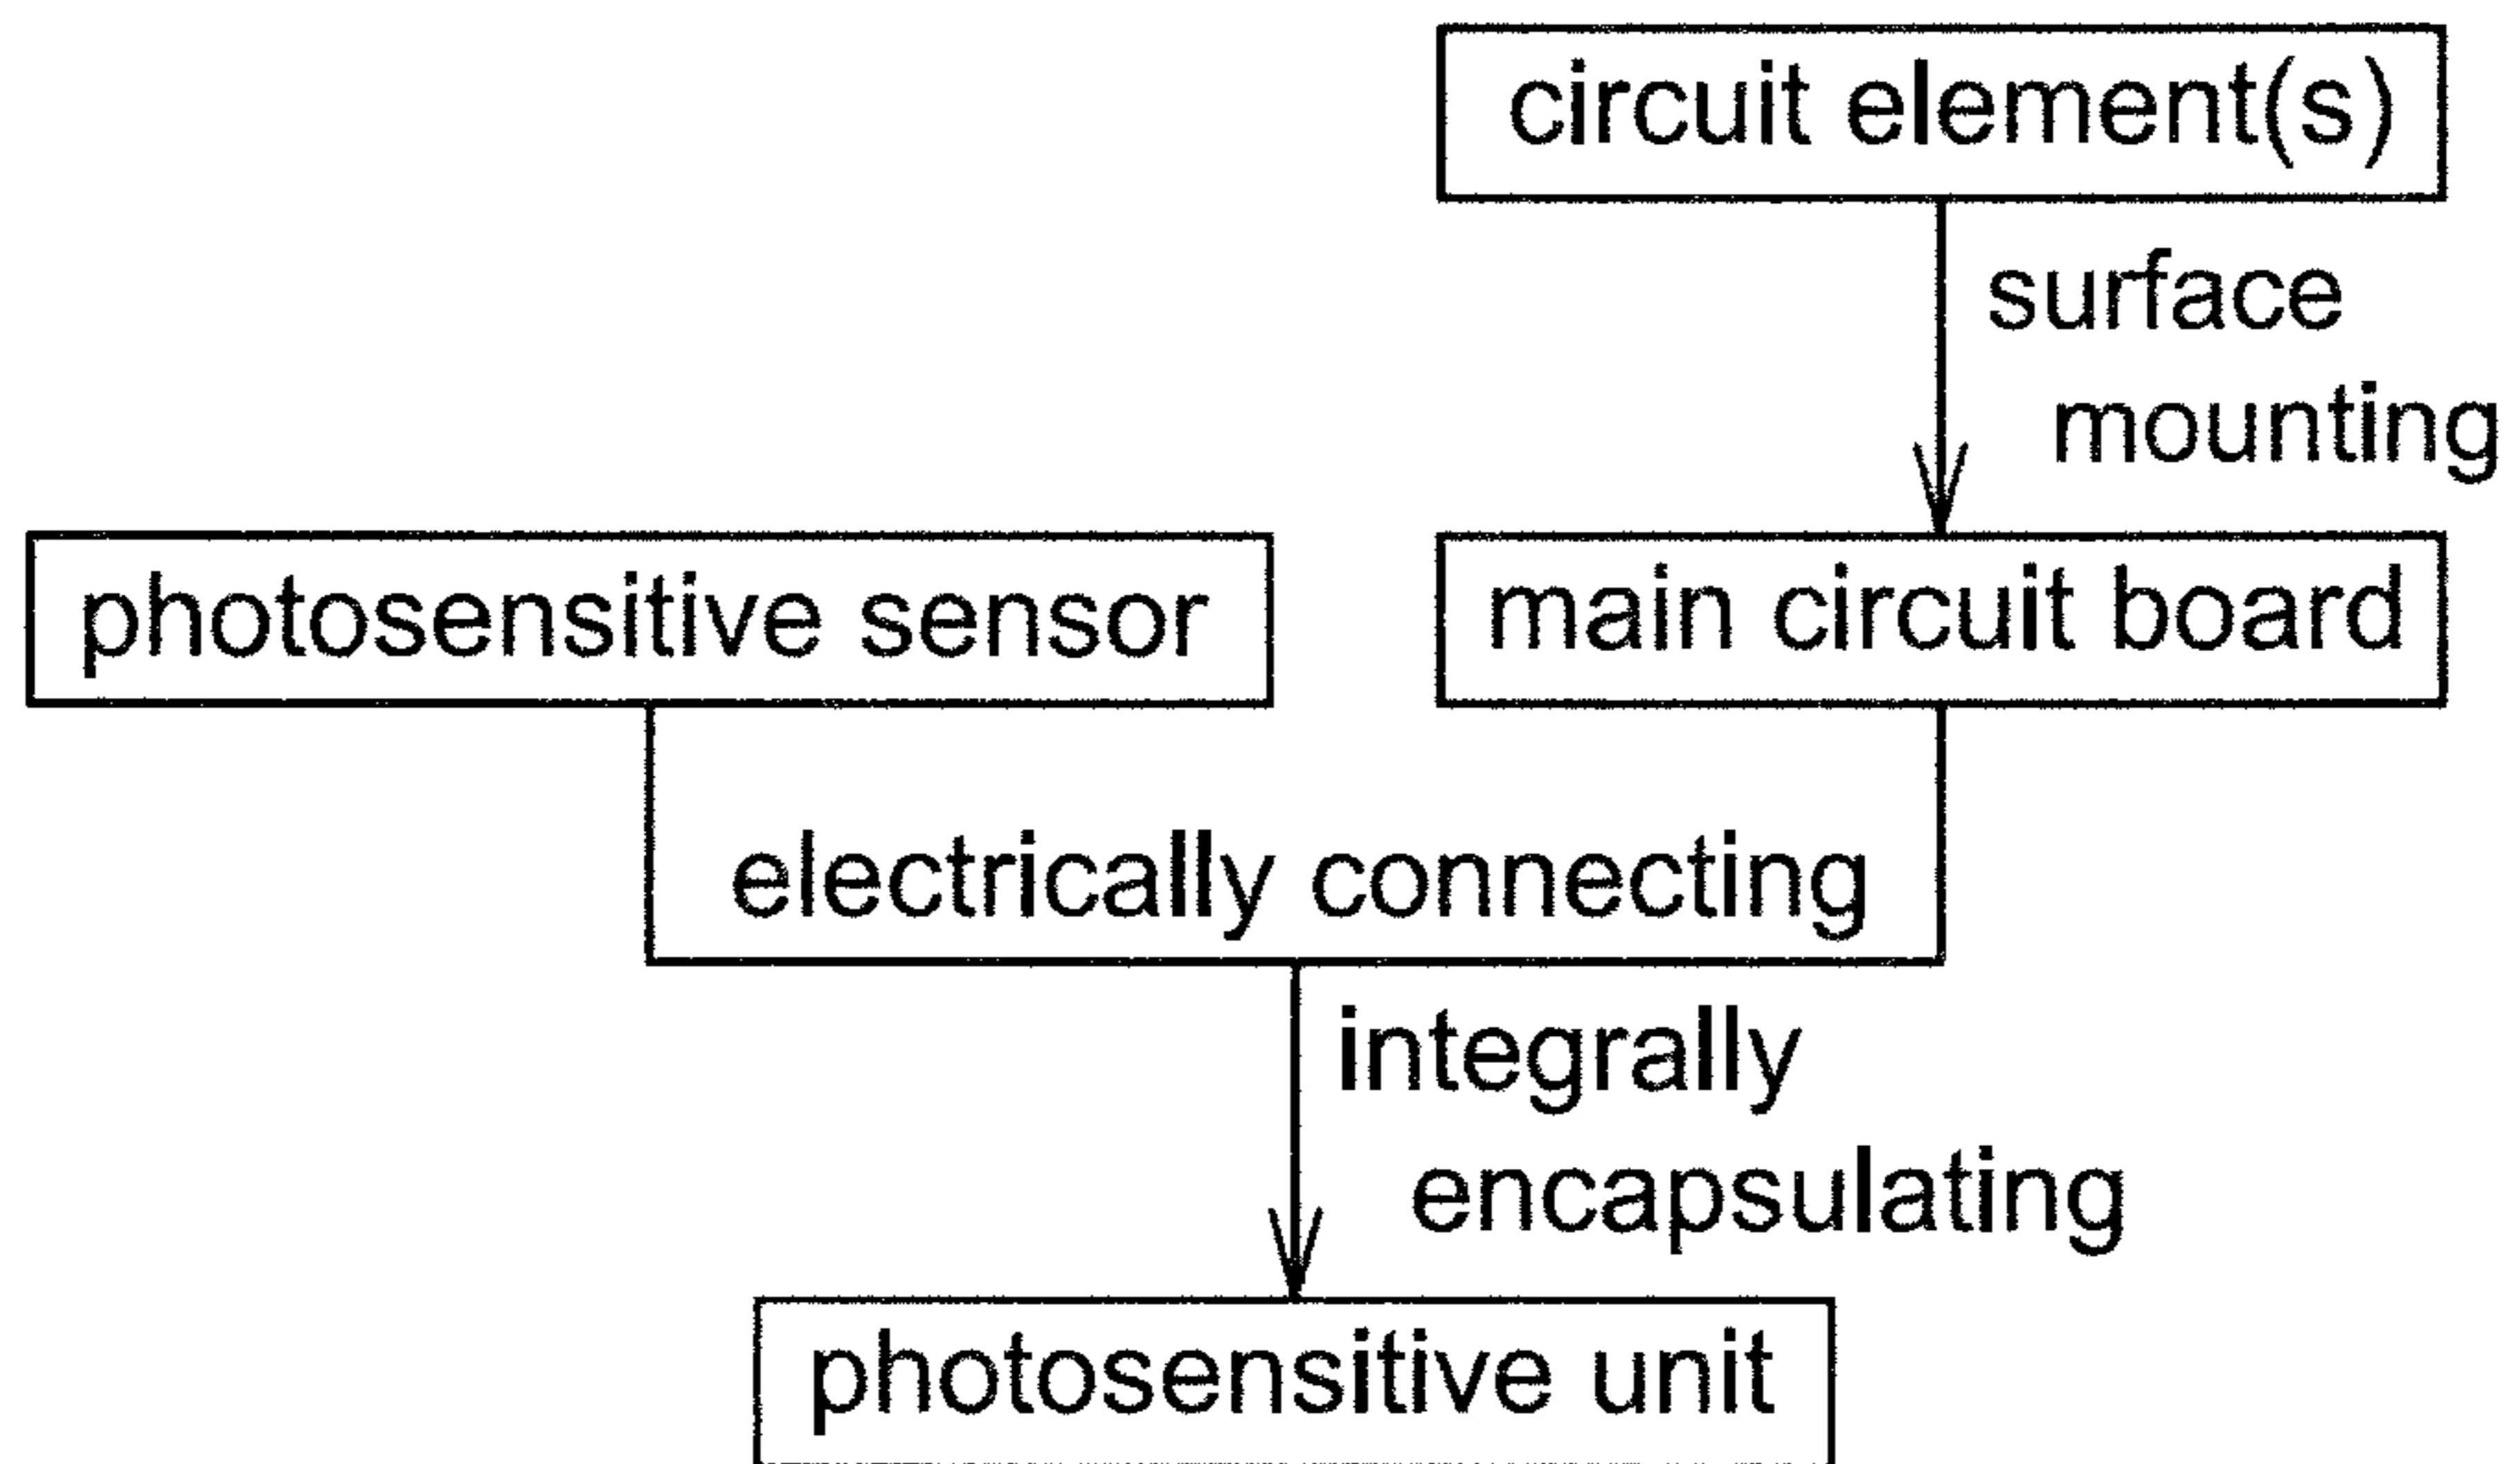 circuit element(s)
surface
mounting
photosensitive sensor
main circuit board
electrically connecting
integrally
encapsulating
photosensitive unit